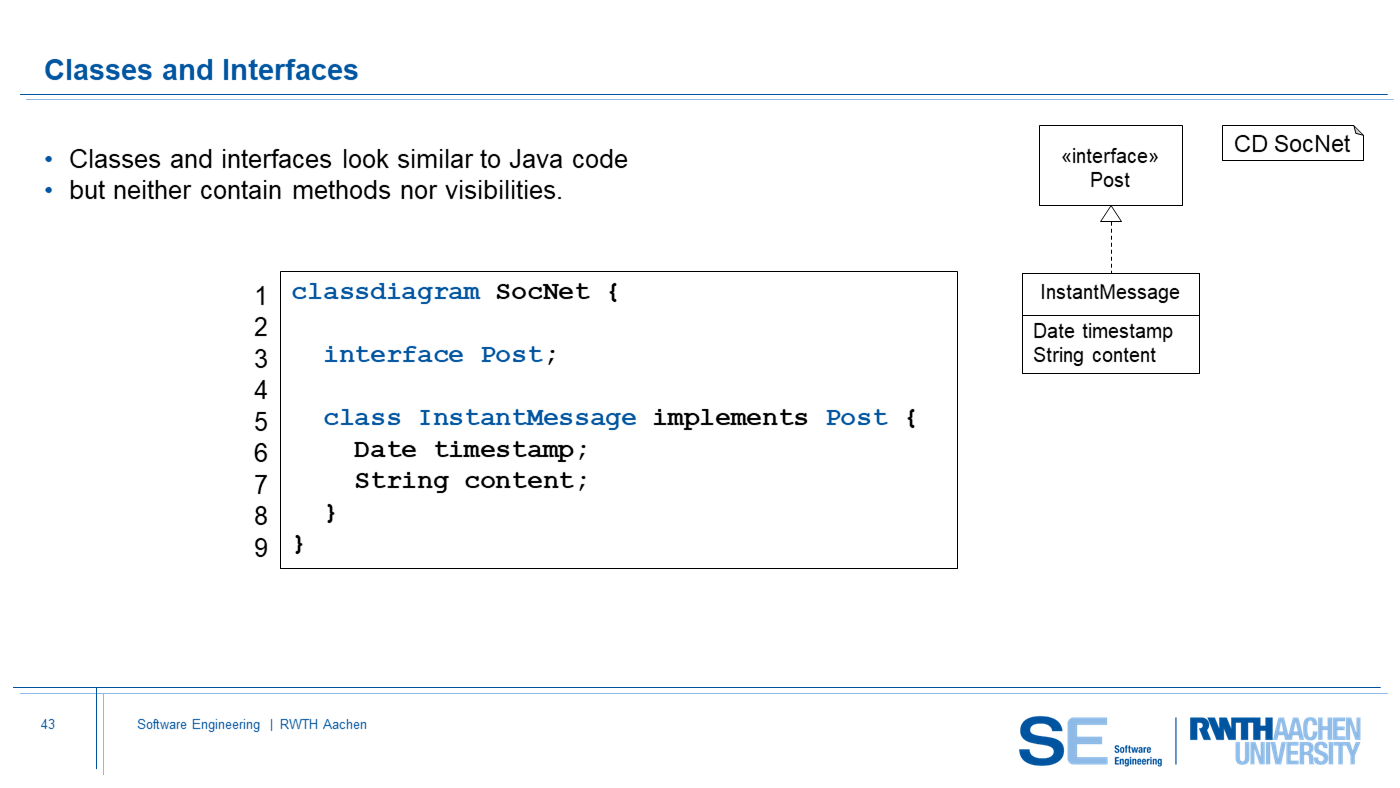 Classes and Interfaces
• Classes and interfaces look similar to Java code
• but neither contain methods nor visibilities.
«interface»
Post
CD SocNet
InstantMessage
Date timestamp
String content
1 classdiagram SocNet {
2
3 interface Post;
4
5 class InstantMessage implements Post {
6 Date timestamp;
7 String content;
8 }
9 }
43
Software Engineering | RWTH Aachen
SE Software
Engineering
RWTHAACHEN
UNIVERSITY